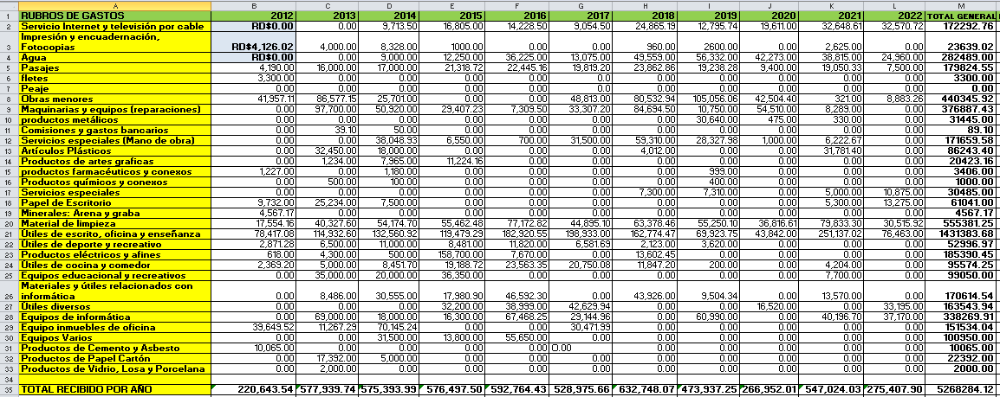 A B C D E F G H I J K L M
1 RUBROS DE GASTOS 2012 2013 2014 2015 2016 2017 2018 2019 2020 2021 2022 TOTAL GENERAL
2 Servicio Internet y televisión por cable RD$0.00 0.00 9,713.50 16,805.00 14,228.50 9,054.50 24,865.19 12,795.74 19,611.00 32,648.61 32,570.72 172292.76
Impresión y encuadernación,
3 Fotocopias RD$4,126.02 4,000.00 8,328.00 1000.00 0.00 0.00 960.00 2600.00 0.00 2,625.00 0.00 23639.02
4 Agua RD$0.00 0.00 9,000.00 12,250.00 36,225.00 13,075.00 49,559.00 56,332.00 42,273.00 38,815.00 24,960.00 282489.00
5 Pasajes 4,190.00 16,000.00 17,000.00 21,318.72 22,445.16 19,819.20 23,862.86 19,238.28 9,400.00 19,050.33 7,500.00 179824.55
6 fletes 3,300.00 0.00 0.00 0.0 0.00 0.0 0.00 0.00 0.00 0.00 0.00 3300.00
7 Peaje 0.00 0.00 0.00 0.00 0.00 0.00 0.00 0.00 0.00 0.00 0.00 0.00
8 Obras menores 41,957.11 86,577.15 25,701.00 0.00 0.00 48,813.00 80,532.94 105,056.06 42,504.40 321.00 8,883.26 440345.92
9 Maquinarias y equipos (reparaciones) 0.00 97,700.00 50,920.00 29,407.23 7,309.50 33,307.20 84,694.50 10,750.00 54,510.00 8,289.00 0.00 376887.43
10 productos metálicos 0.00 0.00 0.00 0.00 0.00 0.00 0.00 30,640.00 475.00 330.00 0.00 31445.00
11 Comisiones y gastos bancarios 0.00 39.10 50.00 0.00 0.00 0.00 0.00 0.00 0.00 0.00 0.00 89.10
12 Servicios especiales (Mano de obra) 0.00 0.00 38,048.93 6,550.00 700.00 31,500.00 59,310.00 28,327.98 1,000.00 6,222.67 0.00 171659.58
13 Artículos Plásticos 0.00 32,450.00 18,000.00 0.00 0.00 0.00 4,012.00 0.00 0.00 31,781.40 0.00 86243.40
14 Productos de artes graficas 0.00 1,234.00 7,965.00 11,224.16 0.00 0.00 0.00 0.00 0.00 0.00 0.00 20423.16
15 productos farmacéuticos y conexos 1,227.00 0.00 1,180.00 0.00 0.00 0.00 0.00 999.00 0.00 0.00 0.00 3406.00
16 Productos químicos y conexos 0.00 500.00 100.00 0.00 0.00 0.00 0.00 400.00 0.00 0.00 0.00 1000.00
17 Servicios especiales 0.00 0.00 0.00 0.00 0.00 0.00 7,300.00 7,310.00 0.00 5,000.00 10,875.00 30485.00
18 Papel de Escritorio 9,732.00 25,234.00 7,500.00 0.00 0.00 0.00 0.00 0.00 0.00 5,300.00 13,275.00 61041.00
19 Minerales: Arena y graba 4,567.17 0.00 0.00 0.00 0.00 0.00 0.00 0.00 0.00 0.00 0.00 4567.17
20 Material de limpieza 17,554.16 40,327.60 54,174.70 55,462.48 77,172.82 44,895.10 63,378.46 55,250.10 36,816.61 79,833.30 30,515.92 555381.25
21 Útiles de escrito, oficina y enseñanza 78,417.08 114,932.60 132,560.92 119,479.29 182,920.55 198,933.00 162,774.47 69,923.75 43,842.00 251,137.02 76,463.00 1431383.68
22 Útiles de deporte y recreativo 2,871.28 6,500.00 11,000.00 8,481.00 11,820.00 6,581.69 2,123.00 3,620.00 0.00 0.00 0.00 52996.97
23 Productos eléctricos y afines 618.00 4,300.00 500.00 158,700.00 7,670.00 0.00 13,602.45 0.00 0.00 0.00 0.00 185390.45
24 Útiles de cocina y comedor 2,369.20 5,000.00 8,451.70 19,188.72 23,563.35 20,750.08 11,847.20 200.00 0.00 4,204.00 0.00 95574.25
25 Equipos educacional y recreativos 0.00 35,000.00 20,000.00 36,350.00 0.00 0.00 0.00 0.00 0.00 7,700.00 0.00 99050.00
Materiales y útiles relacionados con
26 informática 0.00 8,486.00 30,555.00 17,980.90 46,592.30 0.00 43,926.00 9,504.34 0.00 13,570.00 0.00 170614.54
27 Útiles diversos 0.00 0.00 0.00 32,200.00 38,999.00 42,629.94 0.00 0.00 16,520.00 0.00 33,195.00 163543.94
28 Equipos de informática 0.00 69,000.00 18,000.00 16,300.00 67,468.25 29,144.96 0.00 60,990.00 0.00 40,196.70 37,170.00 338269.91
29 Equipo inmuebles de oficina 39,649.52 11,267.29 70,145.24 0.00 0.00 30,471.99 0.00 0.00 0.00 0.00 0.00 151534.04
30 Equipos Varios 0.00 0.00 31,500.00 13,800.00 55,650.00 0.00 0.00 0.00 0.00 0.00 0.00 100950.00
31 Productos de Cemento y Asbesto 10,065.00 0.00 0.00 0.00 0.00 O.00 0.00 0.00 0.00 0.00 0.00 10065.00
32 Productos de Papel Cartón 0.00 17,392.00 5,000.00 0.00 0.00 0.00 0.00 0.00 0.00 0.00 0.00 22392.00
33 Productos de Vidrio, Losa y Porcelana 0.00 2,000.00 0.00 0.00 0.00 0.00 0.00 0.00 0.00 0.00 0.00 2000.00
34
35 TOTAL RECIBIDO POR AÑO 220,643.54 577,939.74 575,393.99 576,497.50 592,764.43 528,975.66 632,748.07 473,937.25 266,952.01 547,024.03 275,407.90 5268284.12